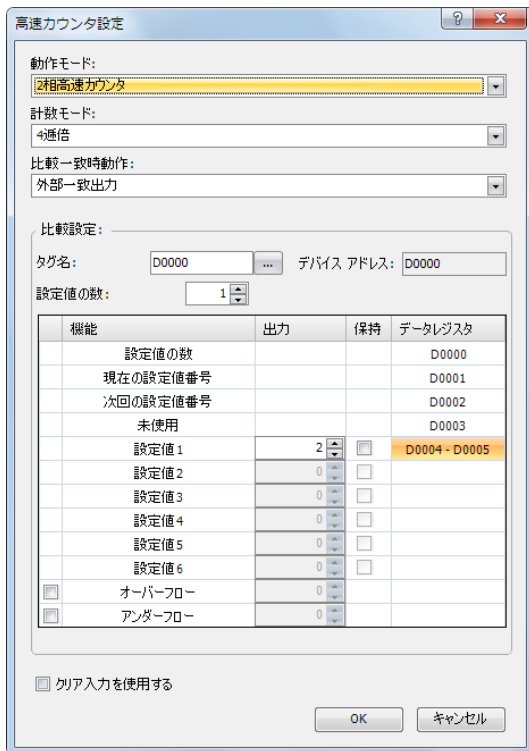 高速カウンタ設定
動作モード:
2相高速カウンタ
計数モード:
4逓倍
比較一致時動作:
外部一致出力
比較設定:
タグ名: D0000 ... デバイス アドレス: D0000
設定値の数: 1
機能 出力 保持 データレジスタ
設定値の数 D0000
現在の設定値番号 D0001
次回の設定値番号 D0002
未使用 D0003
設定値1 2 D0004 - D0005
設定値2 0
設定値3 0
設定値4 0
設定値5 0
設定値6 0
オーバーフロー 0
アンダーフロー 0
クリア入力を使用する
OK キャンセル